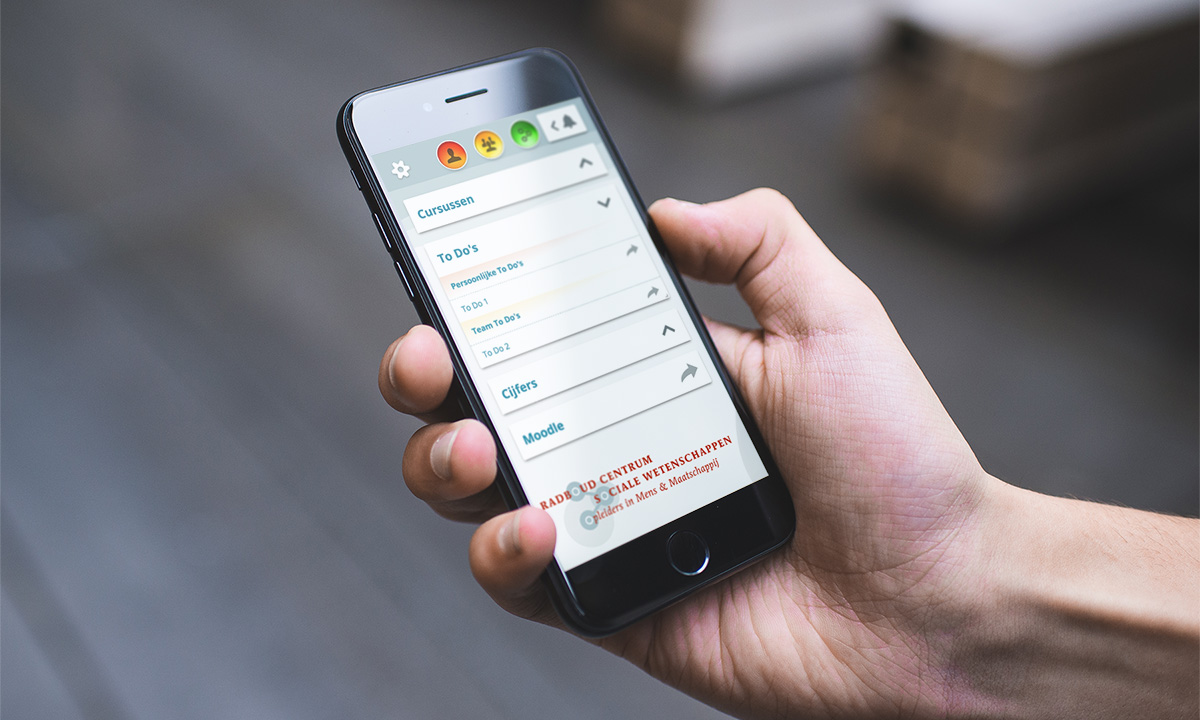 Cursussen
To Do's
Persoonlijke To Do's
To Do 1
Team To Do's
To Do 2
Cijfers
Moodle
RADBOUD CENTRUM
SOCIALE WETENSCHAPPEN
pleiders in Mens & Maatschappij